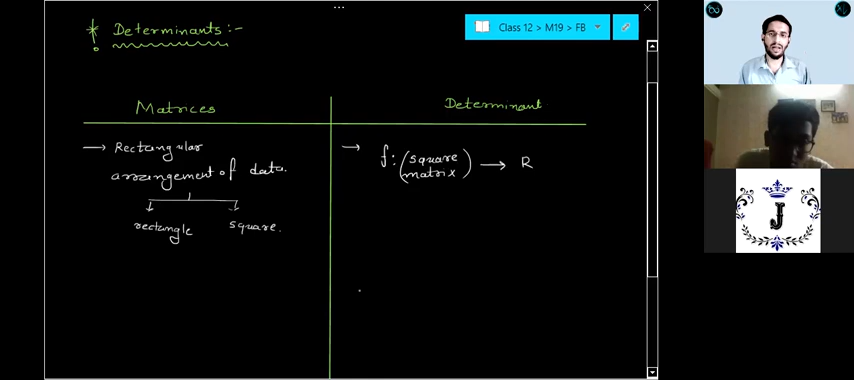 * Determinants :-
Class 12 > M19 > FB
Matrices
Determinant
→ Rectangular
arrangement of data.
rectangle square.
→ f: (square matrix) → R
J